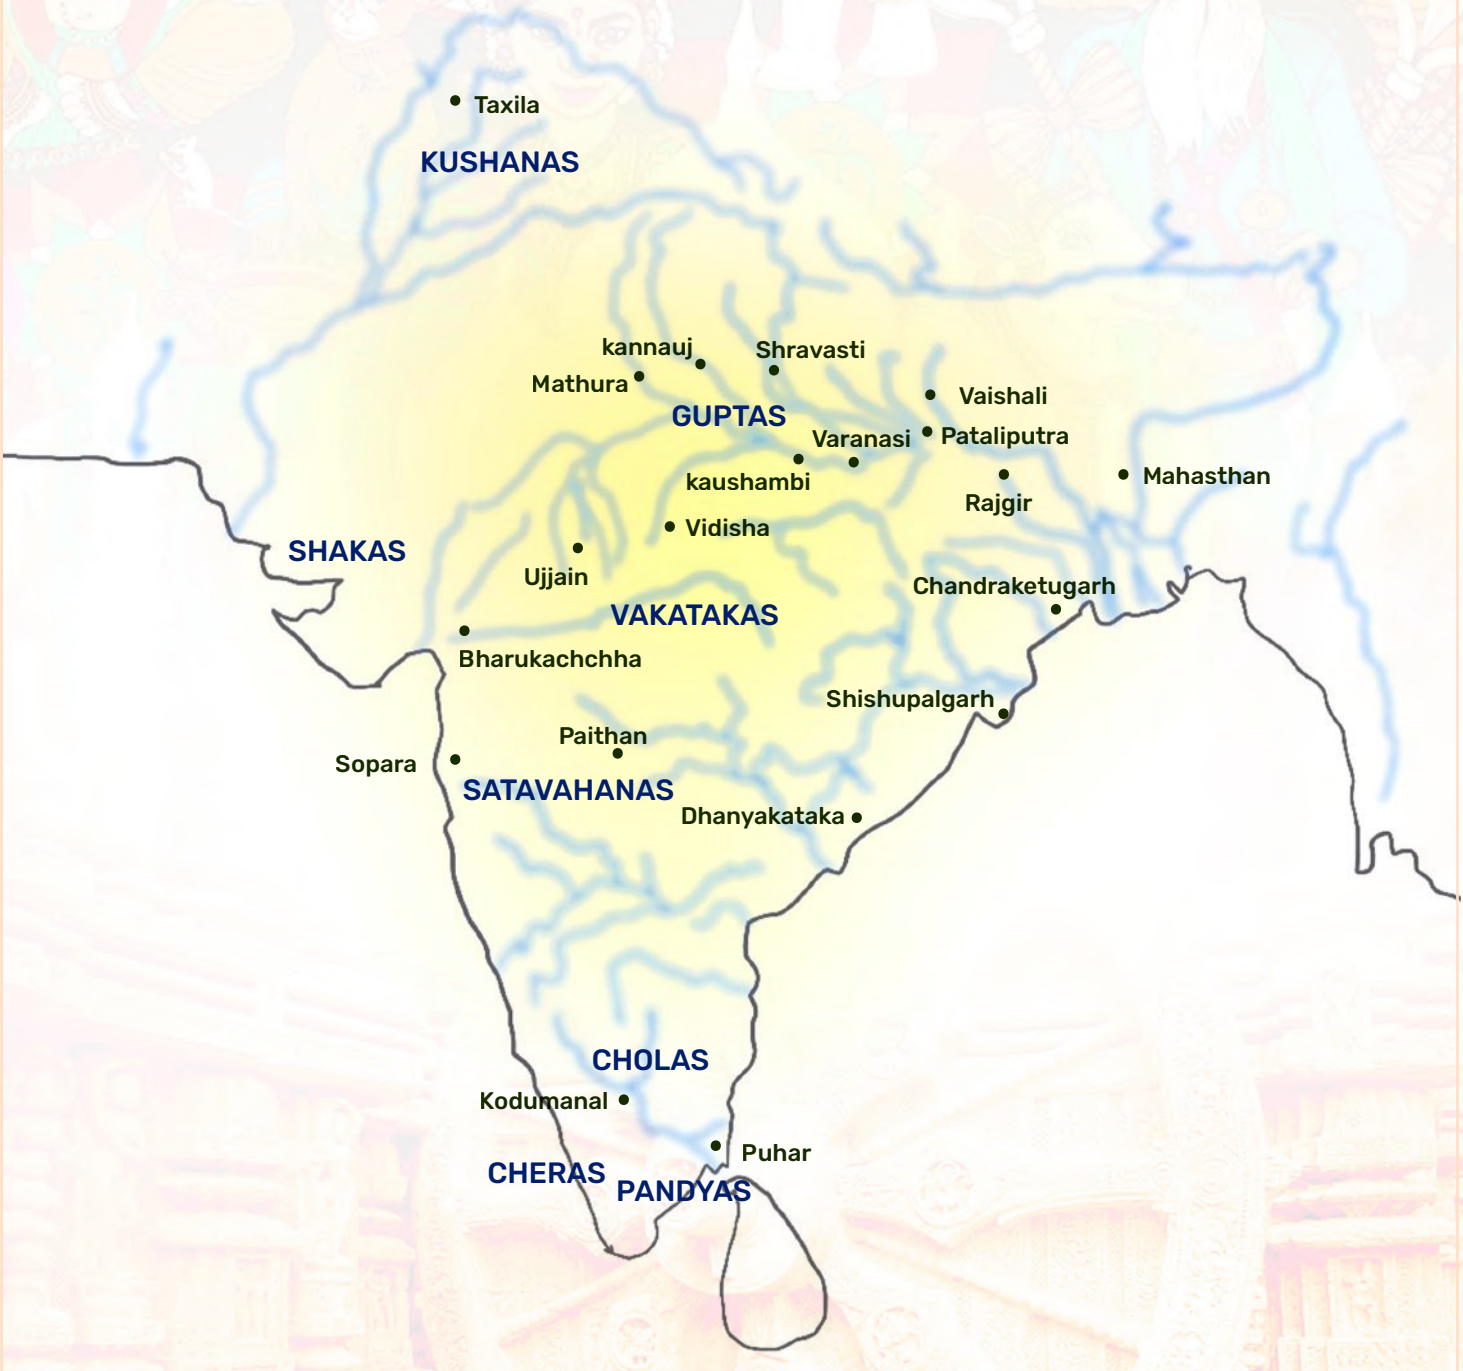 Taxila
KUSHANAS
kannauj
Shravasti
Mathura
Vaishali
GUPTAS
Varanasi
Pataliputra
kaushambi
Mahasthan
Rajgir
Vidisha
SHAKAS
Ujjain
Chandraketugarh
VAKATAKAS
Bharukachchha
Shishupalgarh
Paithan
Sopara
SATAVAHANAS
Dhanyakataka
CHOLAS
Kodumanal
Puhar
CHERAS
PANDYAS